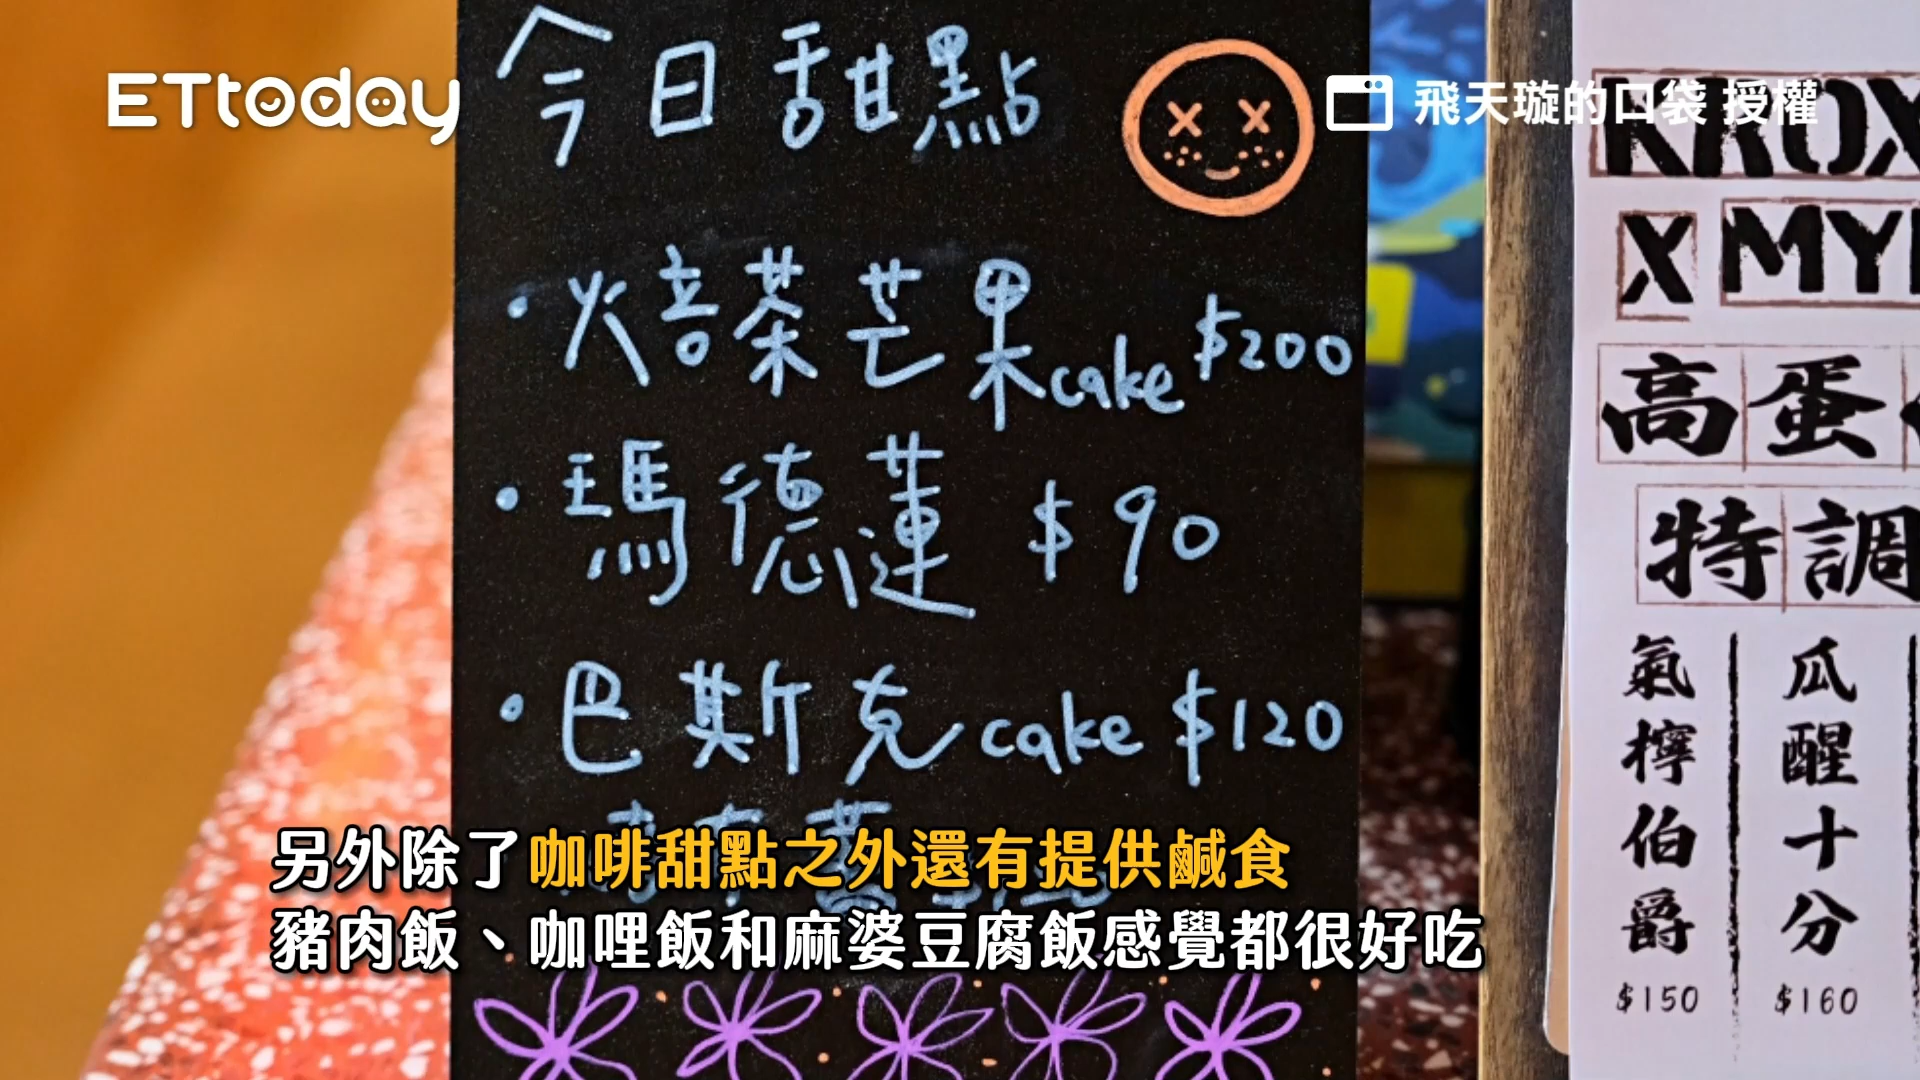 ETtoday
飛天璇的口袋 授權
今日甜點
·火焙茶芒果cake $200
·瑪德蓮 $90
·巴斯克cake $120
另外除了咖啡甜點之外還有提供鹹食
豬肉飯、咖哩飯和麻婆豆腐飯感覺都很好吃
X MY
高蛋
特調
氣檸伯爵
$150
瓜醒十分
$160